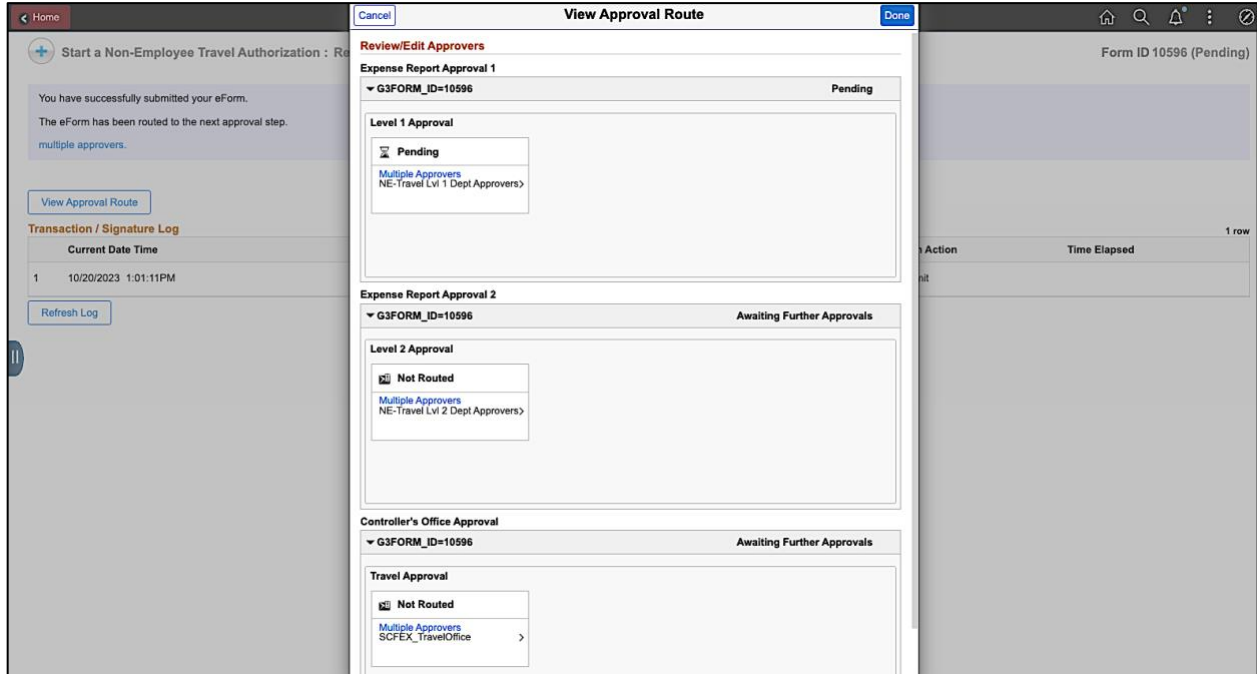 Home
Cancel
View Approval Route
Done
Start a Non-Employee Travel Authorization : Re
Form ID 10596 (Pending)
You have successfully submitted your eForm.
The eForm has been routed to the next approval step.
multiple approvers.
View Approval Route
Transaction / Signature Log
1 row
Current Date Time
Action
Time Elapsed
1 10/20/2023 1:01:11PM
nit
Refresh Log
Review/Edit Approvers
Expense Report Approval 1
G3FORM_ID=10596 Pending
Level 1 Approval
Pending
Multiple Approvers
NE-Travel Lvl 1 Dept Approvers
Expense Report Approval 2
G3FORM_ID=10596 Awaiting Further Approvals
Level 2 Approval
Not Routed
Multiple Approvers
NE-Travel Lvl 2 Dept Approvers
Controller's Office Approval
G3FORM_ID=10596 Awaiting Further Approvals
Travel Approval
Not Routed
Multiple Approvers
SCFEX_TravelOffice